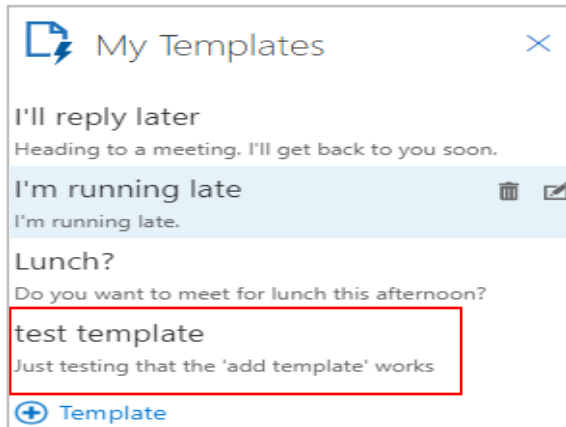 My Templates
I'll reply later
Heading to a meeting. I'll get back to you soon.
I'm running late
I'm running late.
Lunch?
Do you want to meet for lunch this afternoon?
test template
Just testing that the 'add template' works
Template